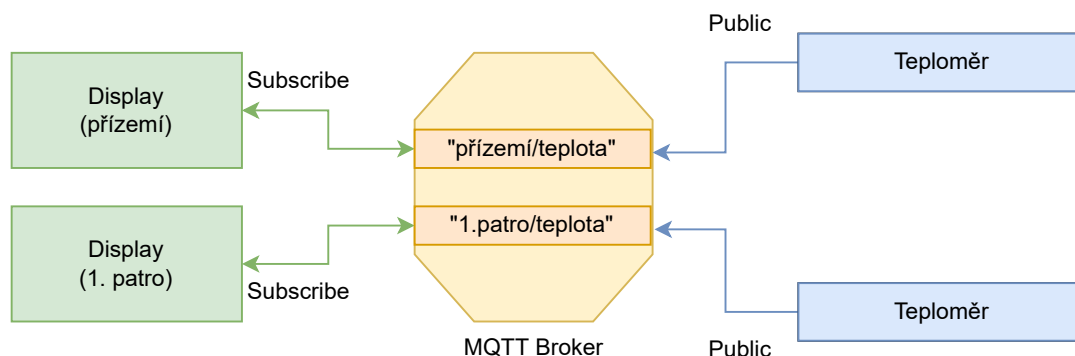 Public
Teploměr
Subscribe
Display
(přízemí)
"přízemí/teplota"
"1.patro/teplota"
Display
(1. patro)
Subscribe
Teploměr
MQTT Broker
Public